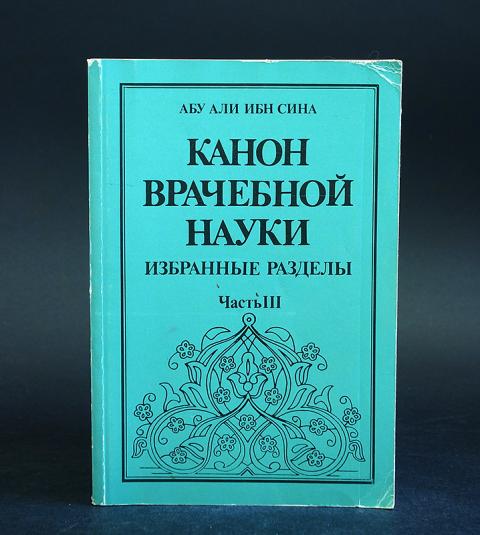 АБУ АЛИ ИБН СИНА
КАНОН
ВРАЧЕБНОЙ
НАУКИ
ИЗБРАННЫЕ РАЗДЕЛЫ
Часть III